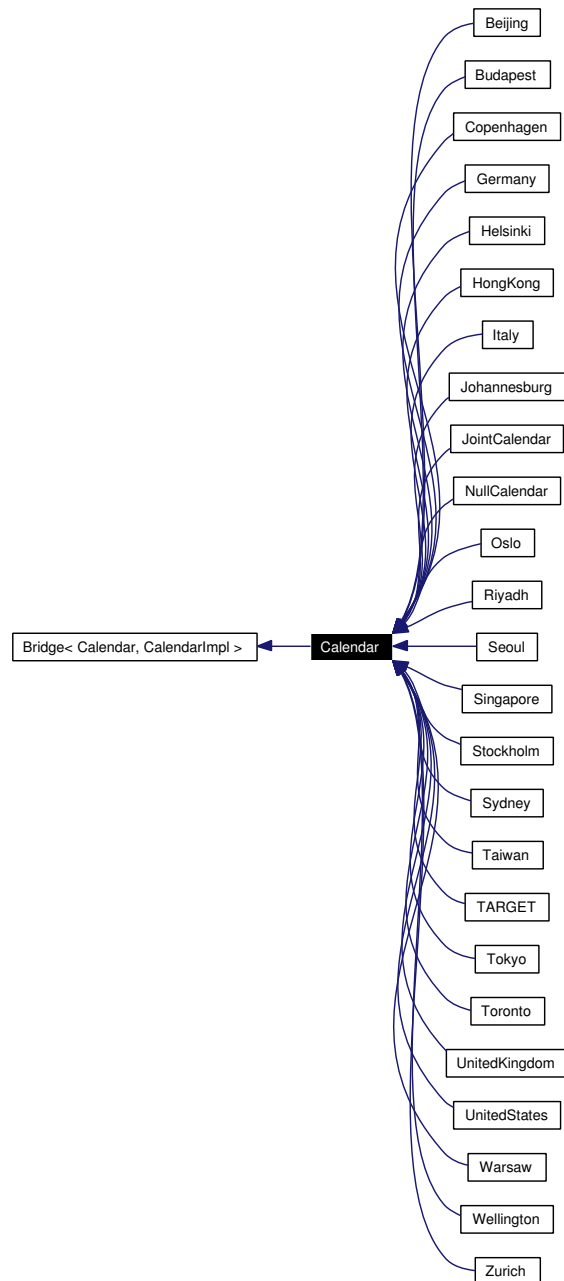 Beijing
Budapest
Copenhagen
Germany
Helsinki
HongKong
Italy
Johannesburg
JointCalendar
NullCalendar
Oslo
Riyadh
Bridge< Calendar, CalendarImpl >
Calendar
Seoul
Singapore
Stockholm
Sydney
Taiwan
TARGET
Tokyo
Toronto
UnitedKingdom
UnitedStates
Warsaw
Wellington
Zurich